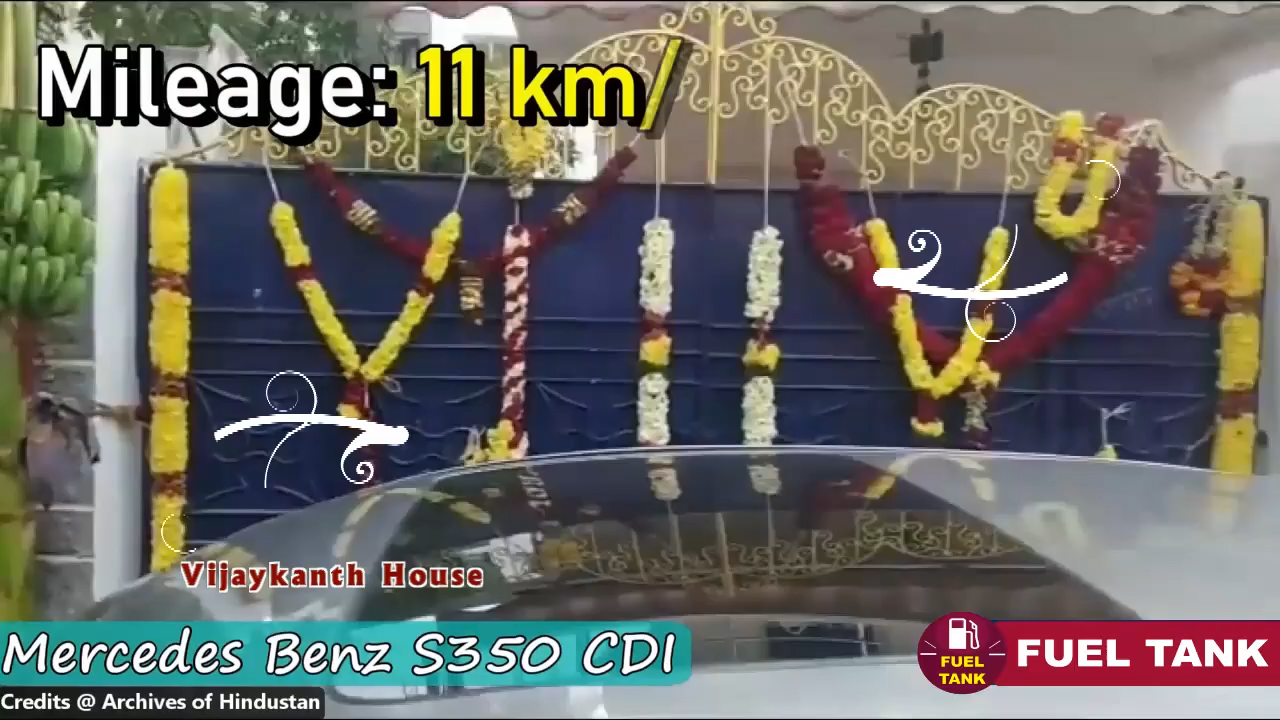 Mileage: 11 km/
Vijaykanth House
Mercedes Benz S350 CDI
FUEL
TANK
FUEL TANK
Credits @ Archives of Hindustan